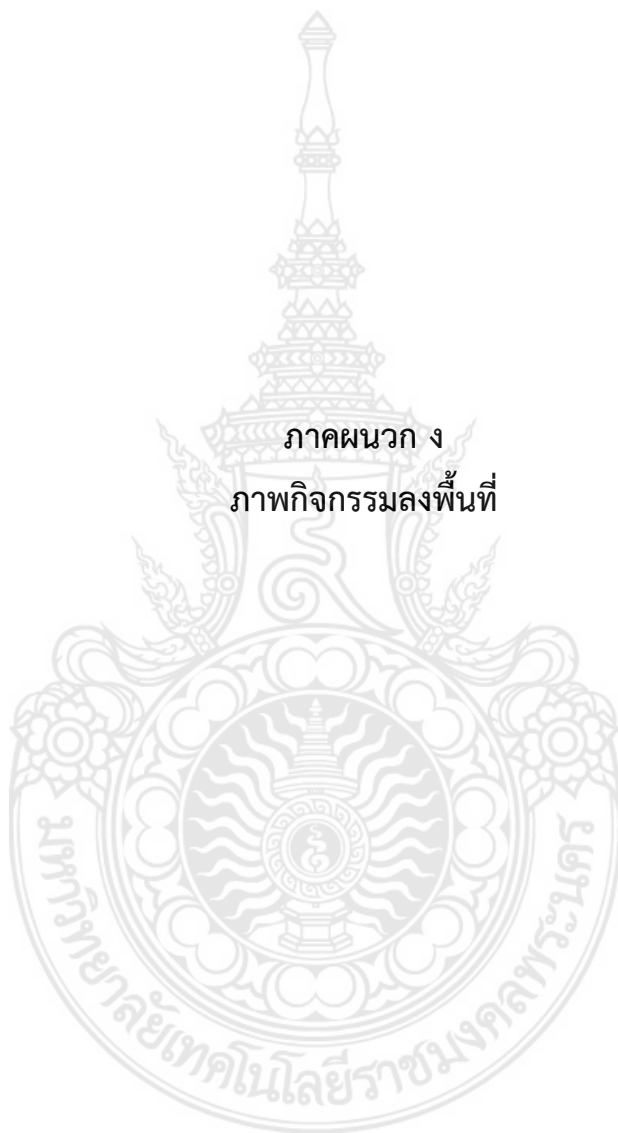 ภาคผนวก ง
ภาพกิจกรรมลงพื้นที่
มหาวิทยาลัยเทคโนโลยีราชมงคลพระนคร